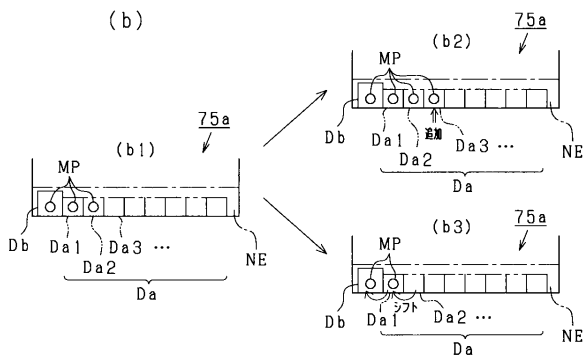 (b)
(b1)
75a
MP
Db
Da1
Da2
Da3 …
NE
Da
(b2)
75a
MP
Db
Da1
Da2
追加
Da3 …
NE
Da
(b3)
75a
MP
Db
Da1
シフト
Da2 …
NE
Da